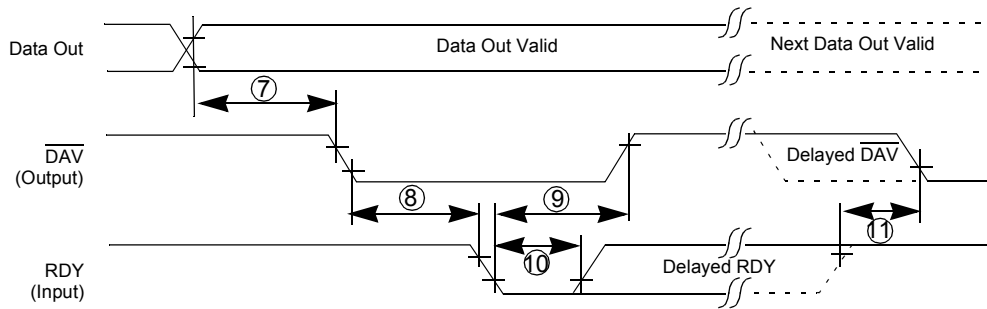 Data Out
Data Out Valid
Next Data Out Valid
⑦
DAV
(Output)
Delayed DAV
⑧
⑨
⑪
⑩
RDY
(Input)
Delayed RDY